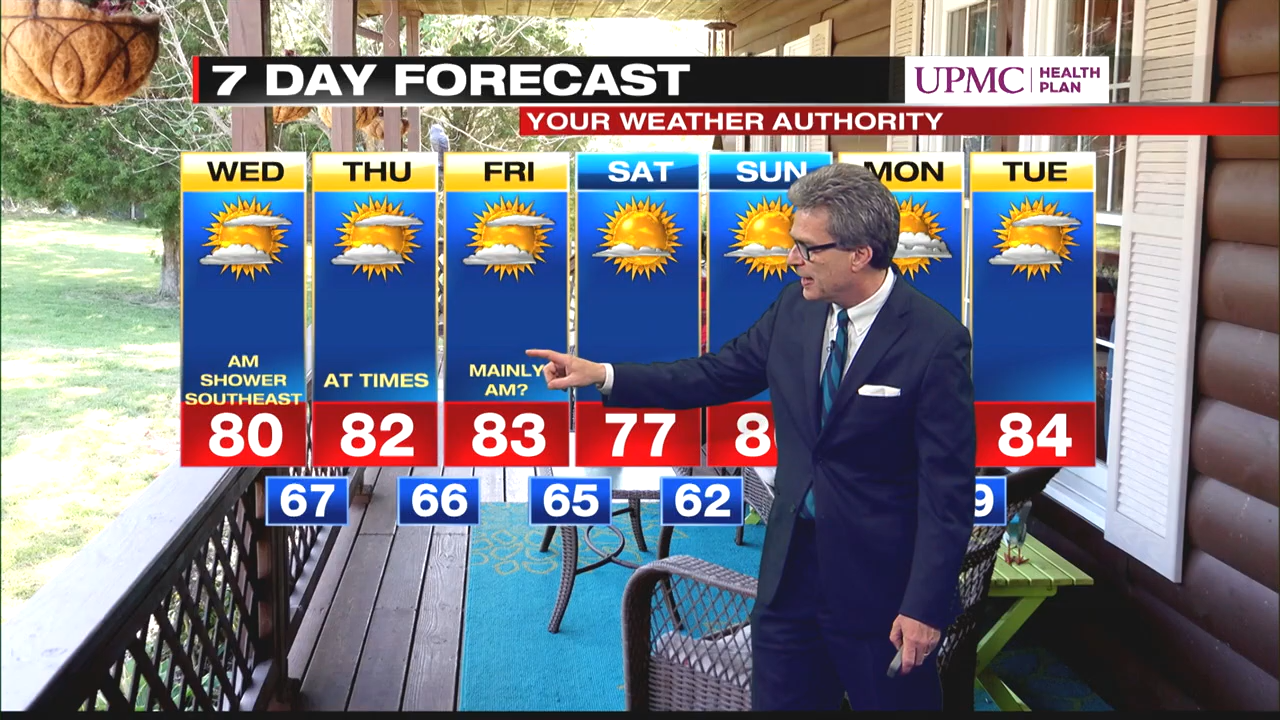 7 DAY FORECAST
UPMC HEALTH PLAN
YOUR WEATHER AUTHORITY
WED THU FRI SAT SUN MON TUE
AM
SHOWER
SOUTHEAST
AT TIMES
MAINLY
AM?
80 82 83 77 84
67 66 65 62